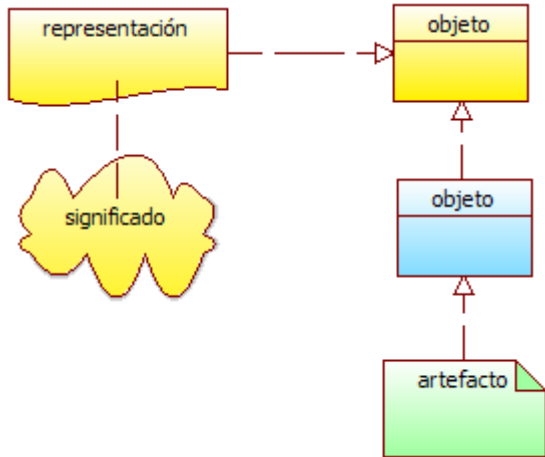 representación
objeto
significado
objeto
artefacto